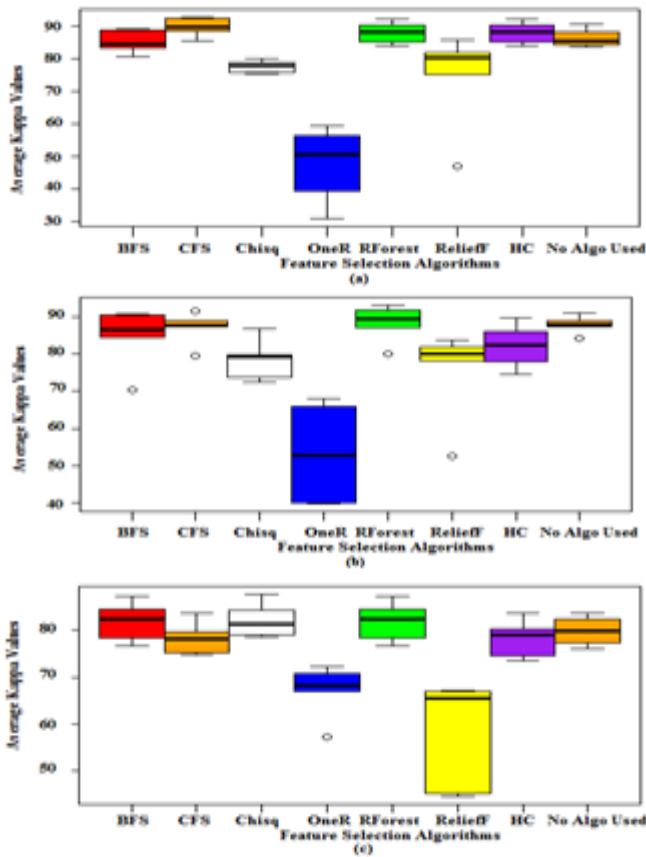 Average Kappa Values
90
80
70
60
50
40
30
BFS CFS Chisq OneR RForest ReliefF HC No Algo Used
Feature Selection Algorithms
(a)
Average Kappa Values
90
80
70
60
50
40
BFS CFS Chisq OneR RForest ReliefF HC No Algo Used
Feature Selection Algorithms
(b)
Average Kappa Values
80
70
60
50
BFS CFS Chisq OneR RForest ReliefF HC No Algo Used
Feature Selection Algorithms
(c)